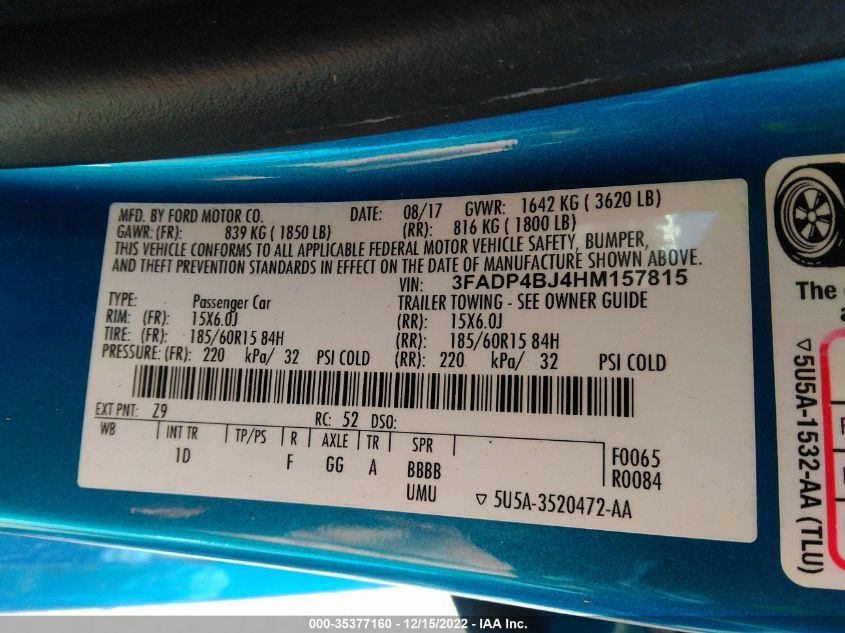 MFD. BY FORD MOTOR CO. DATE: 08/17 GVWR: 1642 KG ( 3620 LB)
GAWR: (FR): 839 KG ( 1850 LB) (RR): 816 KG ( 1800 LB)
THIS VEHICLE CONFORMS TO ALL APPLICABLE FEDERAL MOTOR VEHICLE SAFETY, BUMPER,
AND THEFT PREVENTION STANDARDS IN EFFECT ON THE DATE OF MANUFACTURE SHOWN ABOVE.
VIN: 3FADP4BJ4HM157815
TYPE: Passenger Car TRAILER TOWING - SEE OWNER GUIDE
RIM: (FR): 15X6.0J (RR): 15X6.0J
TIRE: (FR): 185/60R15 84H (RR): 185/60R15 84H
PRESSURE: (FR): 220 kPa/ 32 PSI COLD (RR): 220 kPa/ 32 PSI COLD
EXT PNT: Z9 RC: 52 DSO:
WB INT TR TP/PS R AXLE TR SPR
1D F GG A BBBB
UMU
F0065
R0084
▽ 5U5A-3520472-AA
The
▽ 5U5A-1532-AA (TLU)
000-35377160 - 12/15/2022 - IAA Inc.